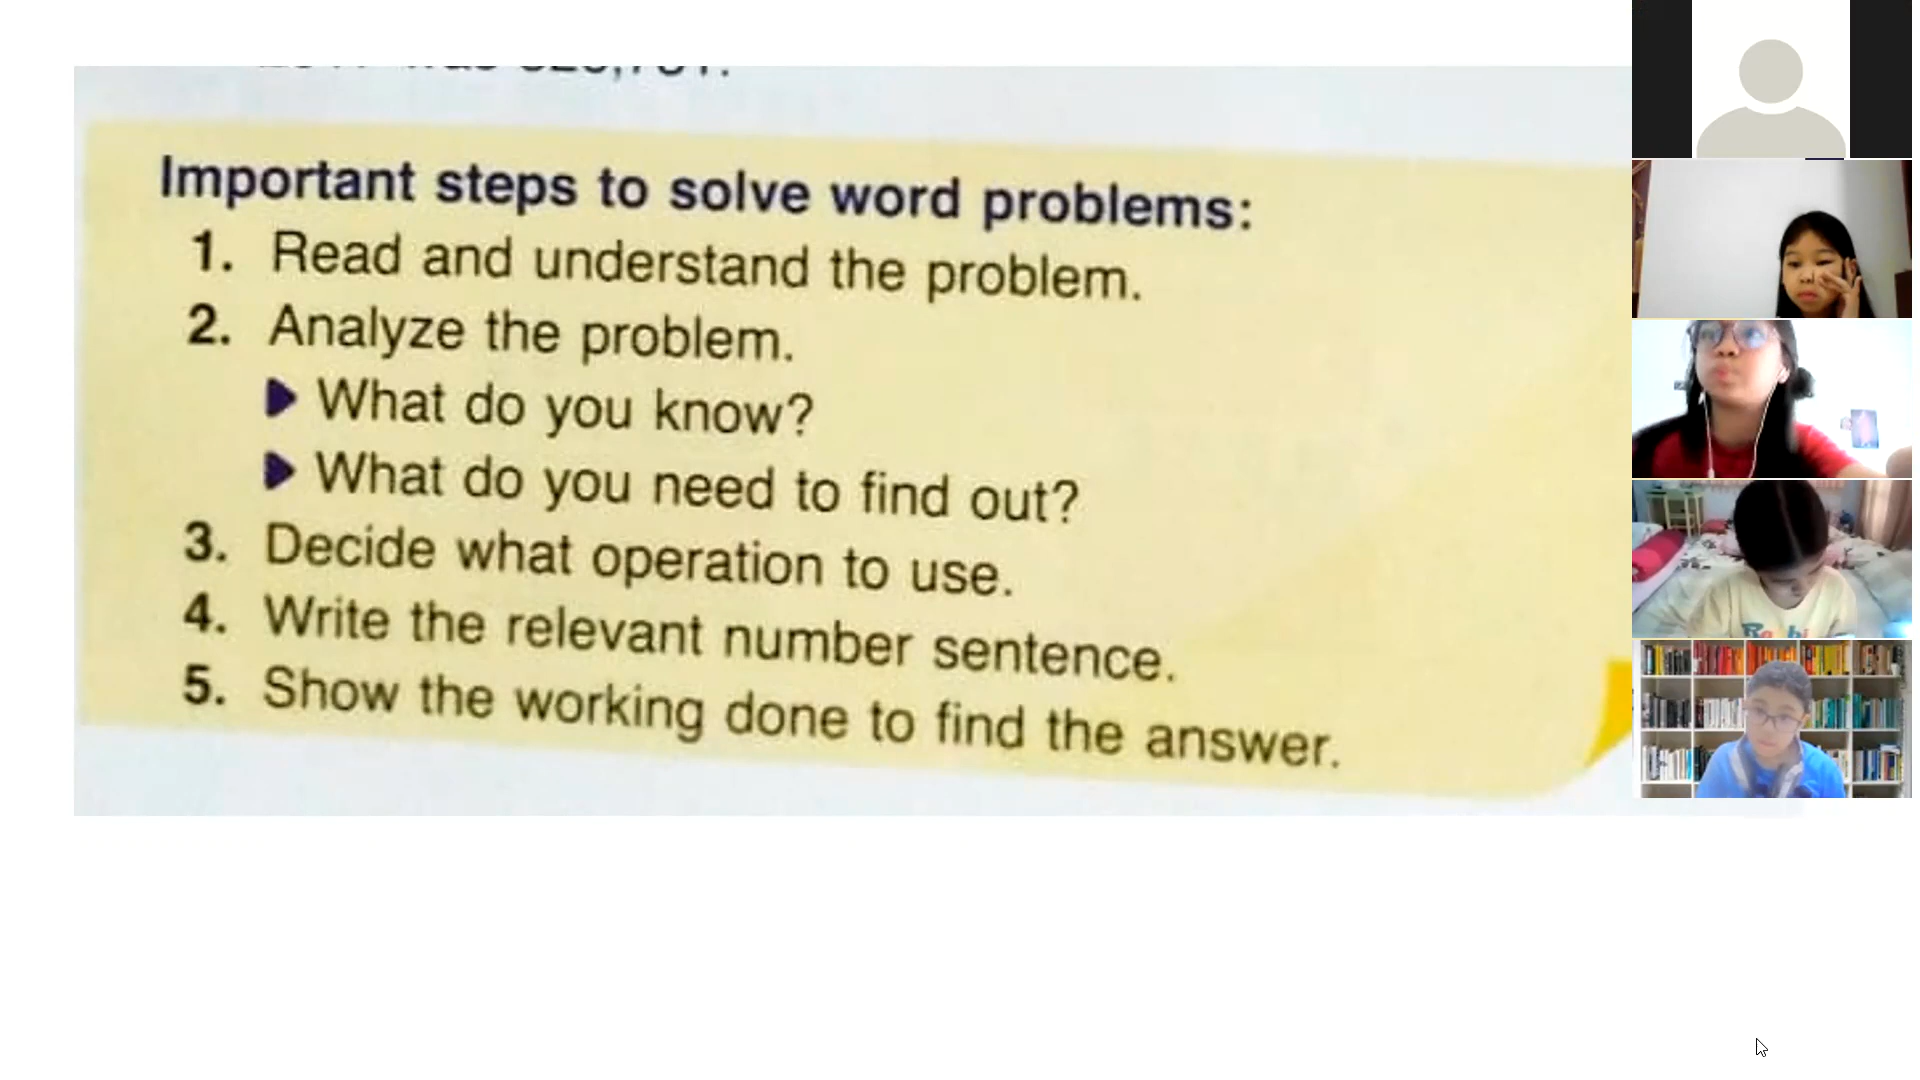 Important steps to solve word problems:
1. Read and understand the problem.
2. Analyze the problem.
What do you know?
What do you need to find out?
3. Decide what operation to use.
4. Write the relevant number sentence.
5. Show the working done to find the answer.